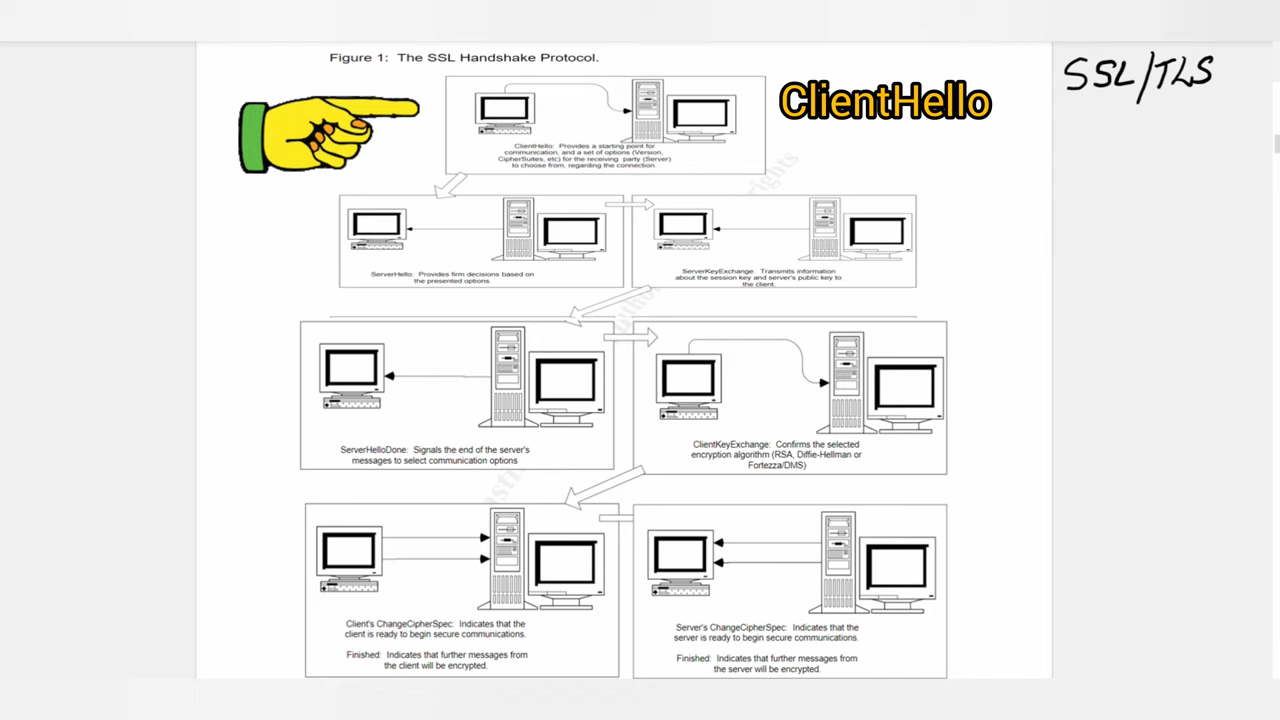 Figure 1: The SSL Handshake Protocol.
SSL/TLS
ClientHello
ClientHello: Provides a starting point for
communication, and a set of options (Version,
CipherSuites, etc) for the receiving party (Server)
to choose from, regarding the connection.
rights
ServerHello: Provides firm decisions based on
the presented options.
ServerKeyExchange: Transmits information
about the session key and server's public key to
the client.
ServerHelloDone: Signals the end of the server's
messages to select communication options
ClientKeyExchange: Confirms the selected
encryption algorithm (RSA, Diffie-Hellman or
Fortezza/DMS)
Client's ChangeCipherSpec: Indicates that the
client is ready to begin secure communications.
Finished: Indicates that further messages from
the client will be encrypted.
Server's ChangeCipherSpec: Indicates that the
server is ready to begin secure communications.
Finished: Indicates that further messages from
the server will be encrypted.